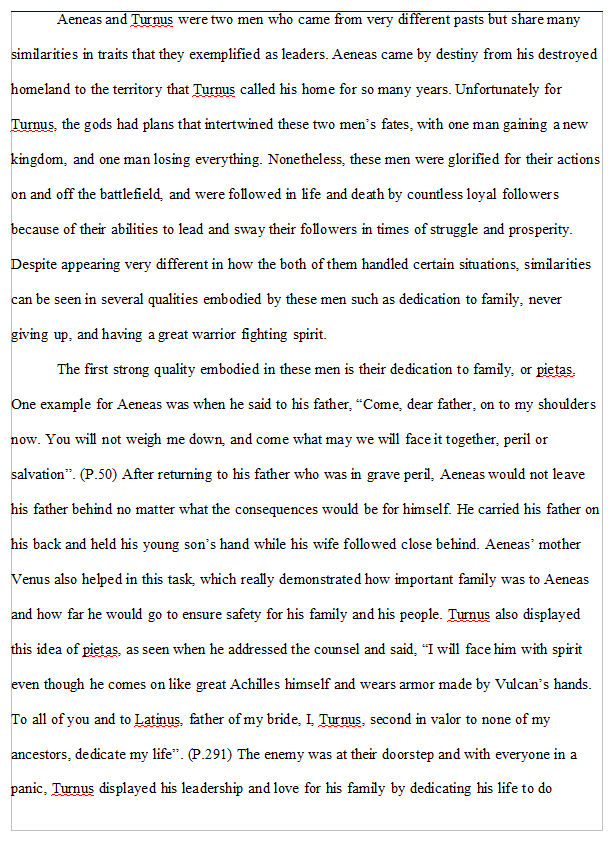 Aeneas and Turnus were two men who came from very different pasts but share many
similarities in traits that they exemplified as leaders. Aeneas came by destiny from his destroyed
homeland to the territory that Turnus called his home for so many years. Unfortunately for
Turnus, the gods had plans that intertwined these two men’s fates, with one man gaining a new
kingdom, and one man losing everything. Nonetheless, these men were glorified for their actions
on and off the battlefield, and were followed in life and death by countless loyal followers
because of their abilities to lead and sway their followers in times of struggle and prosperity.
Despite appearing very different in how the both of them handled certain situations, similarities
can be seen in several qualities embodied by these men such as dedication to family, never
giving up, and having a great warrior fighting spirit.
The first strong quality embodied in these men is their dedication to family, or pietas.
One example for Aeneas was when he said to his father, “Come, dear father, on to my shoulders
now. You will not weigh me down, and come what may we will face it together, peril or
salvation”. (P.50) After returning to his father who was in grave peril, Aeneas would not leave
his father behind no matter what the consequences would be for himself. He carried his father on
his back and held his young son’s hand while his wife followed close behind. Aeneas’ mother
Venus also helped in this task, which really demonstrated how important family was to Aeneas
and how far he would go to ensure safety for his family and his people. Turnus also displayed
this idea of pietas, as seen when he addressed the counsel and said, “I will face him with spirit
even though he comes on like great Achilles himself and wears armor made by Vulcan’s hands.
To all of you and to Latinus, father of my bride, I, Turnus, second in valor to none of my
ancestors, dedicate my life”. (P.291) The enemy was at their doorstep and with everyone in a
panic, Turnus displayed his leadership and love for his family by dedicating his life to do